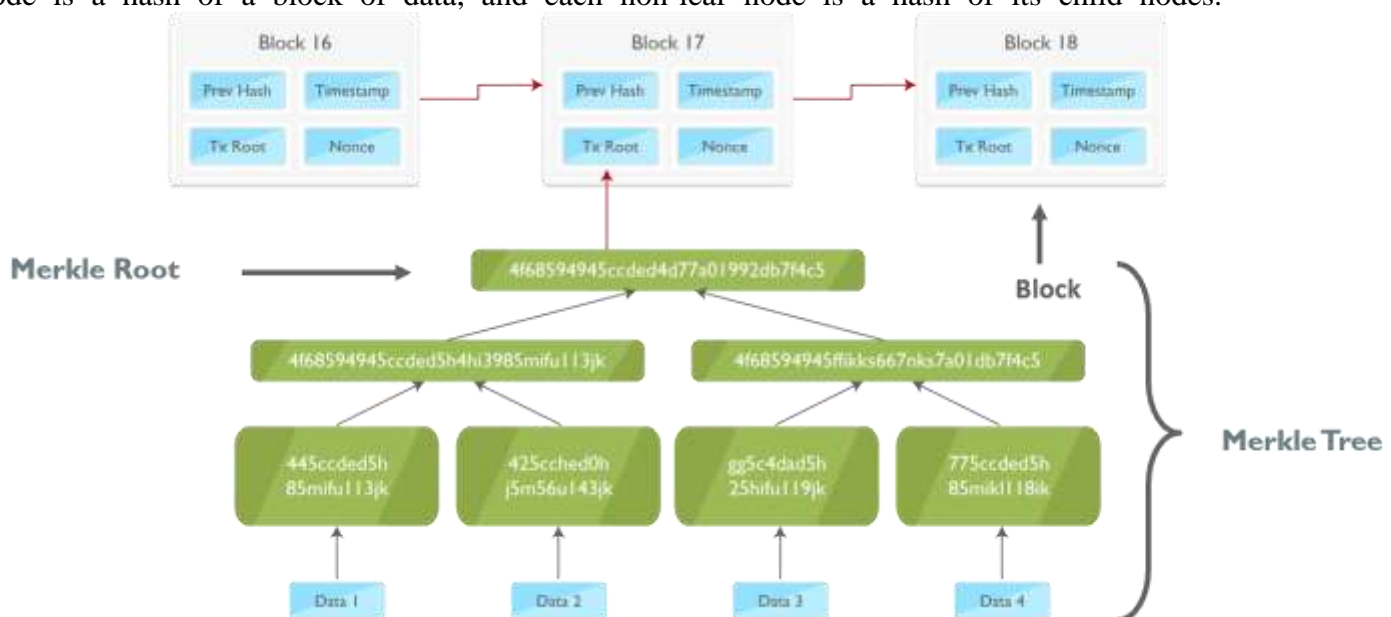 ode is a hash of a block of data, and each non-leaf node is a hash of its child nodes.
Block 16
Block 17
Block 18
Prev Hash
Timestamp
Prev Hash
Timestamp
Prev Hash
Timestamp
Tx Root
Nonce
Tx Root
Nonce
Tx Root
Nonce
Merkle Root
4f68594945ccded4d77a01992db7f4c5
Block
4f68594945ccded5h4hi3985mifu113jk
4f68594945fflikks667nks7a01db7f4c5
Merkle Tree
445ccded5h
85mifu113jk
425cched0h
j5m56u143jk
gg5c4dad5h
25hifu119jk
775ccded5h
85mikl118ik
Data 1
Data 2
Data 3
Data 4